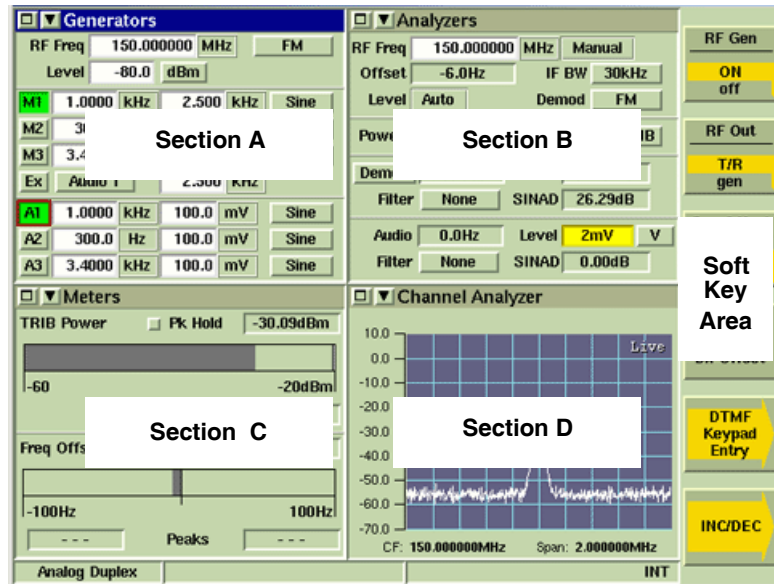 Generators
RF Freq 150.000000 MHz FM
Level -80.0 dBm
M1 1.0000 kHz 2.500 kHz Sine
M2
M3 3.4
Ex Audio 1 2.500 kHz
A1 1.0000 kHz 100.0 mV Sine
A2 300.0 Hz 100.0 mV Sine
A3 3.4000 kHz 100.0 mV Sine
Section A
Analyzers
RF Freq 150.000000 MHz Manual
Offset -6.0Hz IF BW 30kHz
Level Auto Demod FM
Section B
Filter None SINAD 26.29dB
Audio 0.0Hz Level 2mV V
Filter None SINAD 0.00dB
Meters
TRIB Power Pk Hold -30.09dBm
-60 -20dBm
Section C
Freq
-100Hz 100Hz
- - - Peaks - - -
Channel Analyzer
Live
10.0
0.0
-10.0
-20.0
-30.0
-40.0
-50.0
-60.0
-70.0
Section D
CF: 150.000000MHz Span: 2.000000MHz
RF Gen
ON
off
RF Out
T/R
gen
Soft
Key
Area
DTMF
Keypad
Entry
INC/DEC
Analog Duplex INT